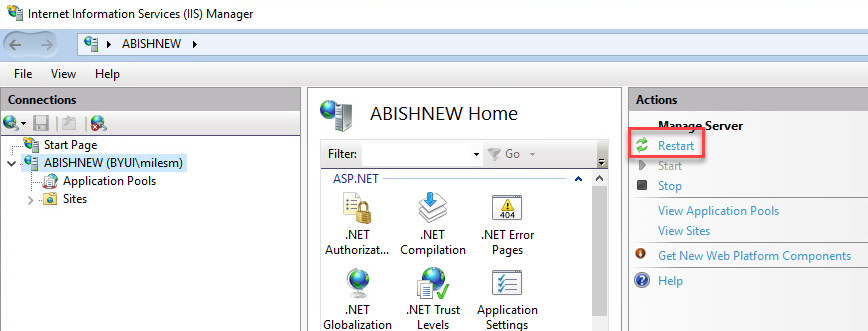 Internet Information Services (IIS) Manager
ABISHNEW
File View Help
Connections
Start Page
ABISHNEW (BYUI\milesm)
Application Pools
Sites
ABISHNEW Home
Filter: Go
ASP.NET
.NET Authorizat...
.NET Compilation
.NET Error Pages
404
.NET Globalization
.NET Trust Levels
Application Settings
Actions
Manage Server
Restart
Start
Stop
View Application Pools
View Sites
Get New Web Platform Components
Help